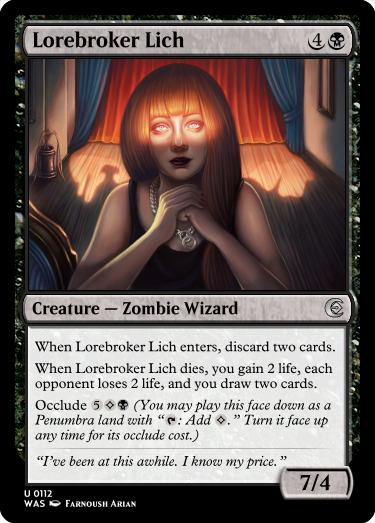 Lorebroker Lich 4
Creature — Zombie Wizard
When Lorebroker Lich enters, discard two cards.
When Lorebroker Lich dies, you gain 2 life, each
opponent loses 2 life, and you draw two cards.
Occlude 5 (You may play this face down as a
Penumbra land with “: Add .” Turn it face up
any time for its occlude cost.)
“I’ve been at this awhile. I know my price.”
7/4
U 0112
WAS Farnoush Arian